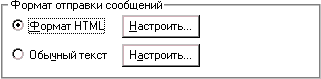 Формат отправки сообщений
Формат HTML Настроить...
Обычный текст Настроить...